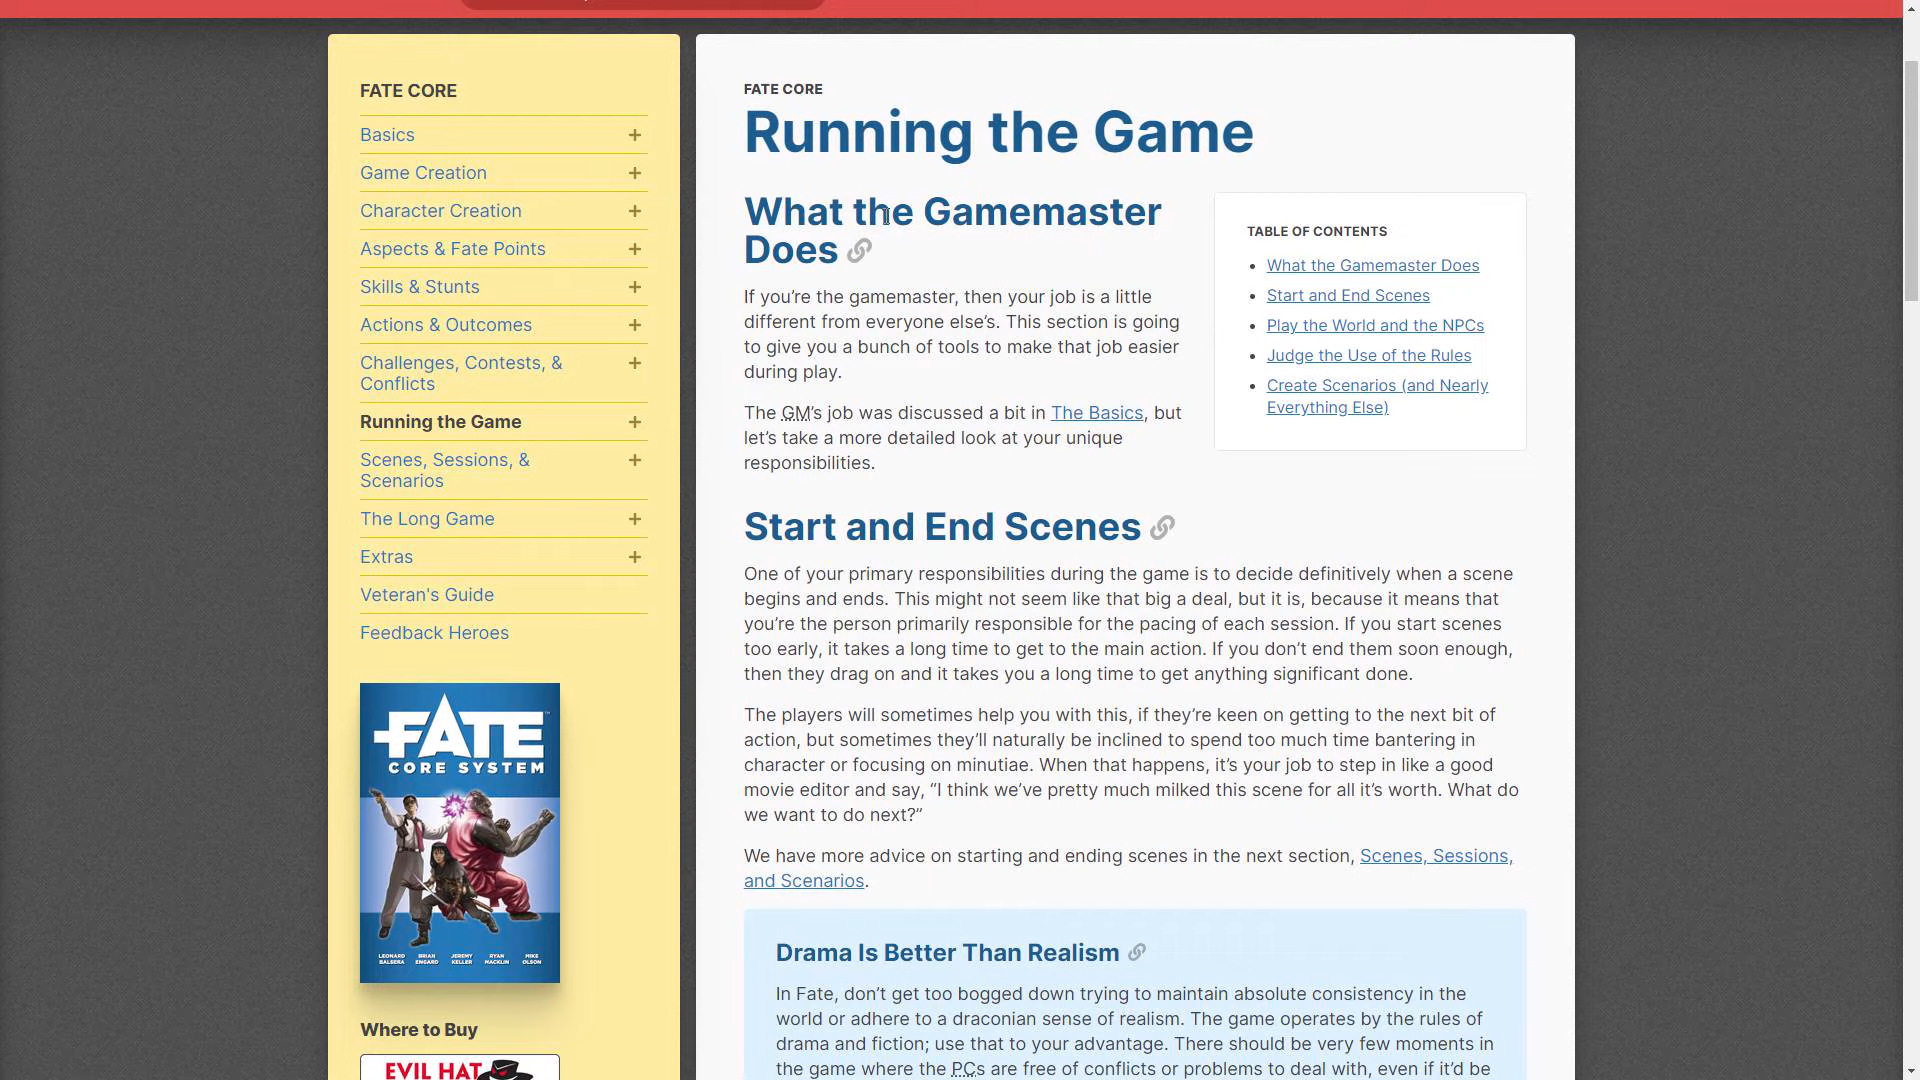 FATE CORE
Basics
Game Creation
Character Creation
Aspects & Fate Points
Skills & Stunts
Actions & Outcomes
Challenges, Contests, &
Conflicts
Running the Game
Scenes, Sessions, &
Scenarios
The Long Game
Extras
Veteran's Guide
Feedback Heroes
FATE
CORE SYSTEM
LEONARD BALSERA
BRIAN ENGARD
JEREMY KELLER
RYAN MACKLIN
MIKE OLSON
Where to Buy
EVIL HAT
FATE CORE
Running the Game
What the Gamemaster
Does
If you’re the gamemaster, then your job is a little
different from everyone else’s. This section is going
to give you a bunch of tools to make that job easier
during play.
The GM’s job was discussed a bit in The Basics, but
let’s take a more detailed look at your unique
responsibilities.
TABLE OF CONTENTS
What the Gamemaster Does
Start and End Scenes
Play the World and the NPCs
Judge the Use of the Rules
Create Scenarios (and Nearly
Everything Else)
Start and End Scenes
One of your primary responsibilities during the game is to decide definitively when a scene
begins and ends. This might not seem like that big a deal, but it is, because it means that
you’re the person primarily responsible for the pacing of each session. If you start scenes
too early, it takes a long time to get to the main action. If you don’t end them soon enough,
then they drag on and it takes you a long time to get anything significant done.
The players will sometimes help you with this, if they’re keen on getting to the next bit of
action, but sometimes they’ll naturally be inclined to spend too much time bantering in
character or focusing on minutiae. When that happens, it’s your job to step in like a good
movie editor and say, “I think we’ve pretty much milked this scene for all it’s worth. What do
we want to do next?”
We have more advice on starting and ending scenes in the next section, Scenes, Sessions,
and Scenarios.
Drama Is Better Than Realism
In Fate, don’t get too bogged down trying to maintain absolute consistency in the
world or adhere to a draconian sense of realism. The game operates by the rules of
drama and fiction; use that to your advantage. There should be very few moments in
the game where the PCs are free of conflicts or problems to deal with, even if it’d be